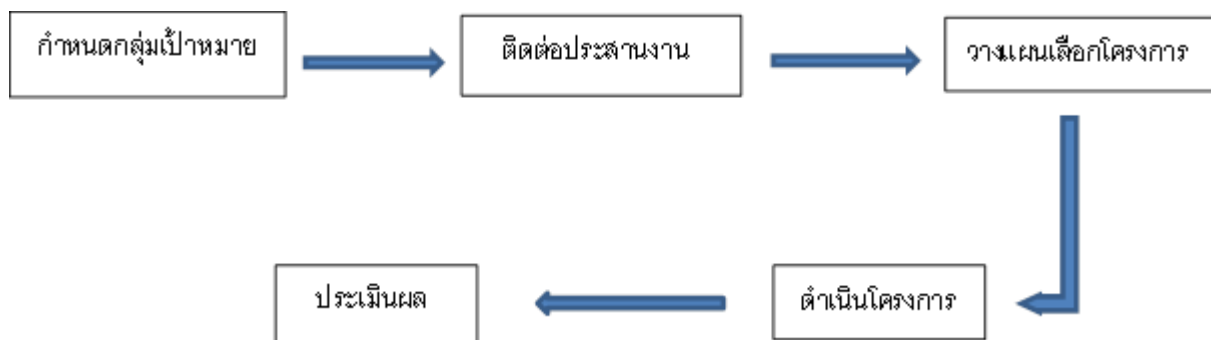 กำหนดกลุ่มเป้าหมาย
ติดต่อประสานงาน
วางแผนเลือกโครงการ
ดำเนินโครงการ
ประเมินผล